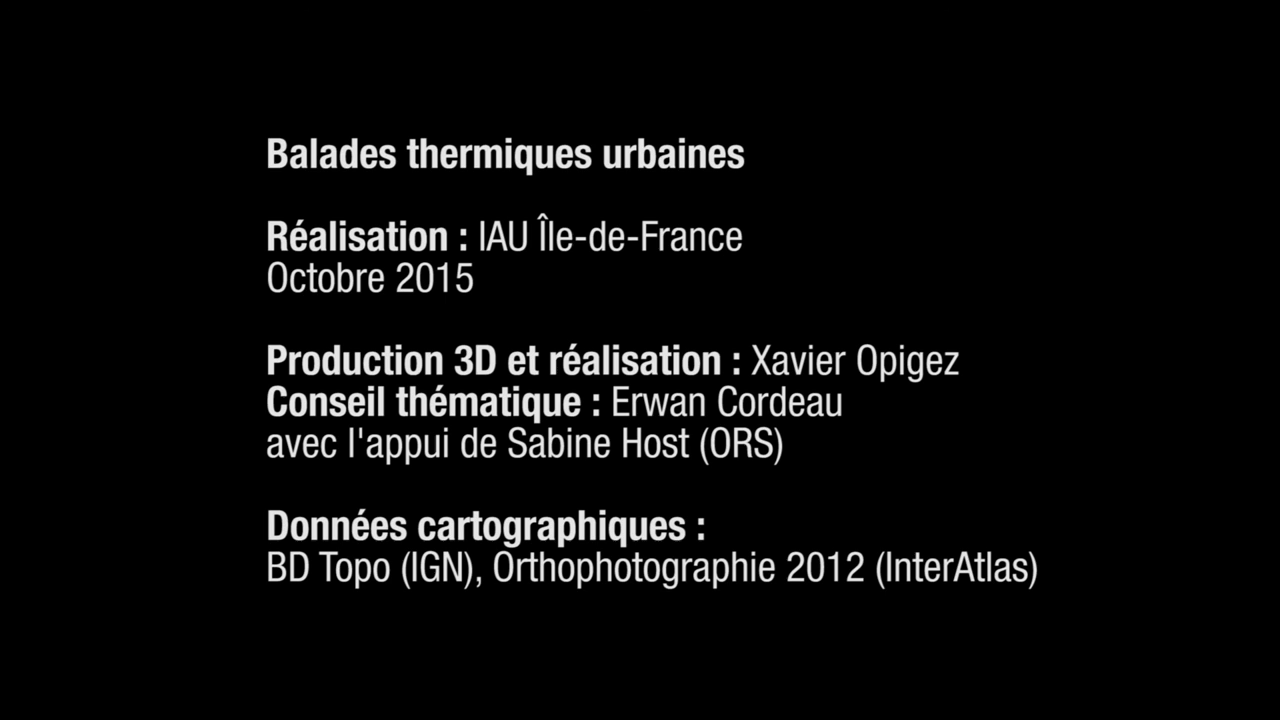 Balades thermiques urbaines
Réalisation : IAU Île-de-France
Octobre 2015
Production 3D et réalisation : Xavier Opigez
Conseil thématique : Erwan Cordeau
avec l'appui de Sabine Host (ORS)
Données cartographiques :
BD Topo (IGN), Orthophotographie 2012 (InterAtlas)